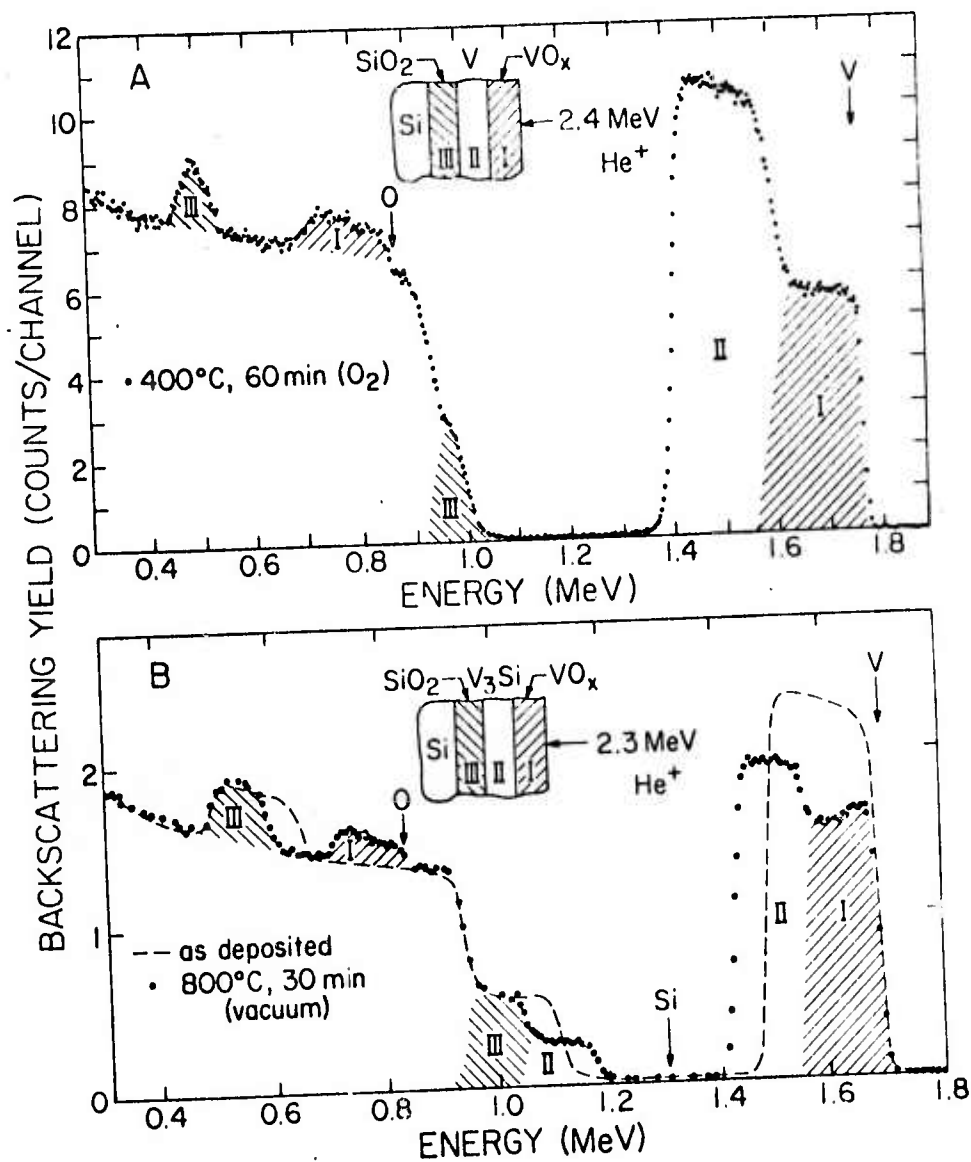 BACKSCATTERING YIELD (COUNTS/CHANNEL)
A
12
10
8
6
4
2
0
SiO₂ V VOₓ
Si III II I
2.4 MeV
He⁺
V
O
III
I
II
I
III
• 400°C, 60 min (O₂)
0.4 0.6 0.8 1.0 1.2 1.4 1.6 1.8
ENERGY (MeV)
B
2
1
0
SiO₂ V₃Si VOₓ
Si III II I
2.3 MeV
He⁺
V
O
III
I
II
I
Si
III
II
-- as deposited
• 800°C, 30 min
(vacuum)
0.4 0.6 0.8 1.0 1.2 1.4 1.6 1.8
ENERGY (MeV)